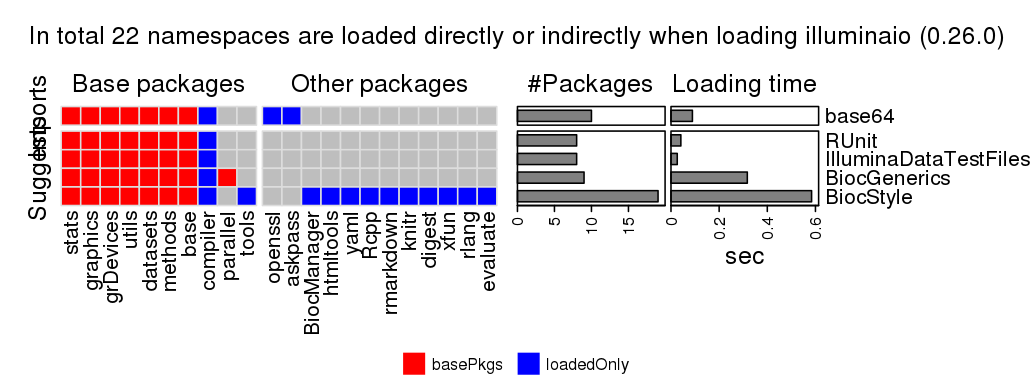 In total 22 namespaces are loaded directly or indirectly when loading illuminaio (0.26.0)
Base packages
Other packages
#Packages
Loading time
Imports
Suggests
base64
RUnit
IlluminaDataTestFiles
BiocGenerics
BiocStyle
stats
graphics
grDevices
utils
datasets
methods
base
compiler
parallel
tools
openssl
askpass
BiocManager
htmltools
yaml
Rcpp
rmarkdown
knitr
digest
xfun
rlang
evaluate
0
5
10
15
0
0.2
0.4
0.6
sec
basePkgs
loadedOnly